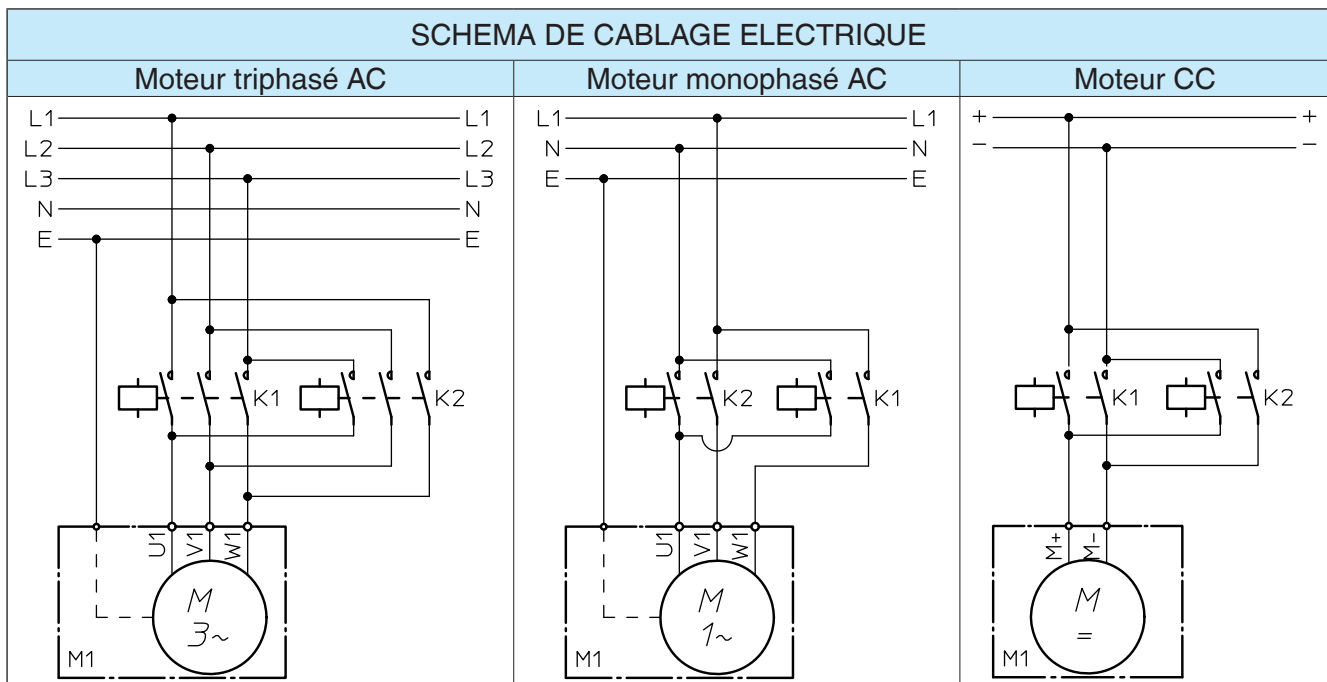 SCHEMA DE CABLAGE ELECTRIQUE
Moteur triphasé AC
L1 L1
L2 L2
L3 L3
N N
E E
K1 K2
U1 V1 W1
M
3~
M1
Moteur monophasé AC
L1 L1
N N
E E
K2 K1
U1 V1 W1
M
1~
M1
Moteur CC
+ +
− −
K1 K2
M+ M-
M
=
M1